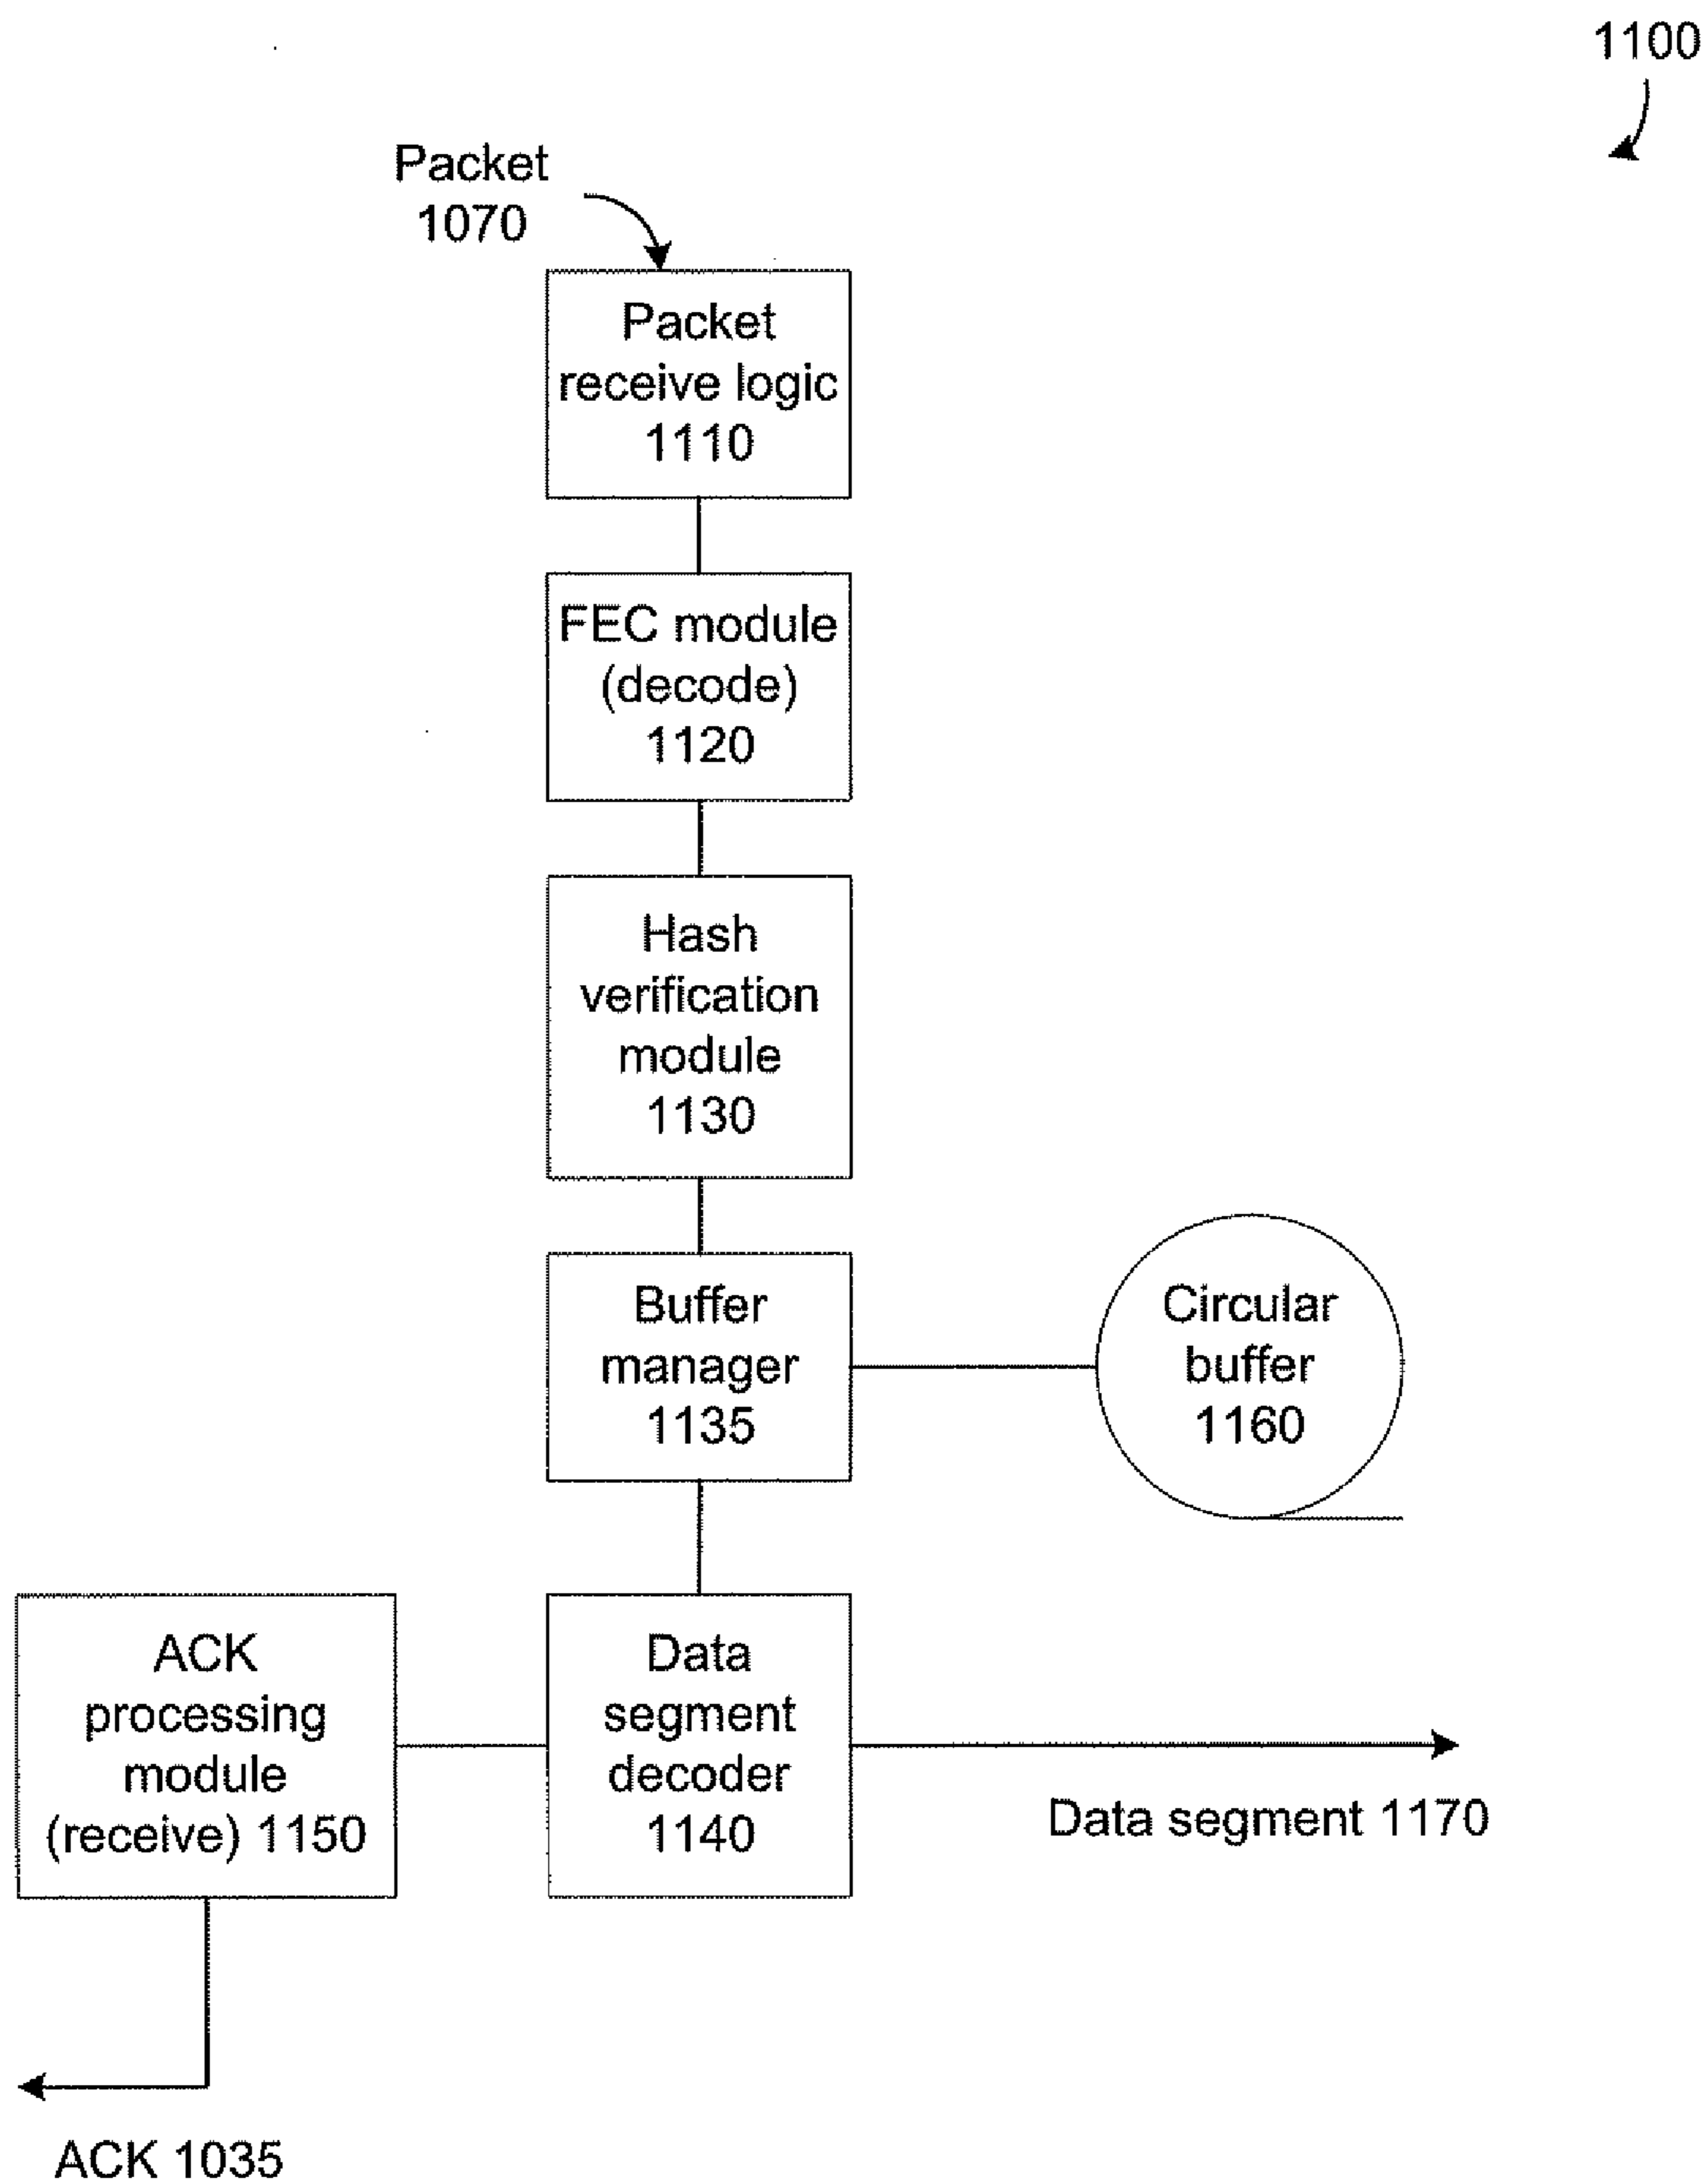 1100
Packet
1070
Packet
receive logic
1110
FEC module
(decode)
1120
Hash
verification
module
1130
Buffer
manager
1135
Circular
buffer
1160
ACK
processing
module
(receive) 1150
Data
segment
decoder
1140
Data segment 1170
ACK 1035